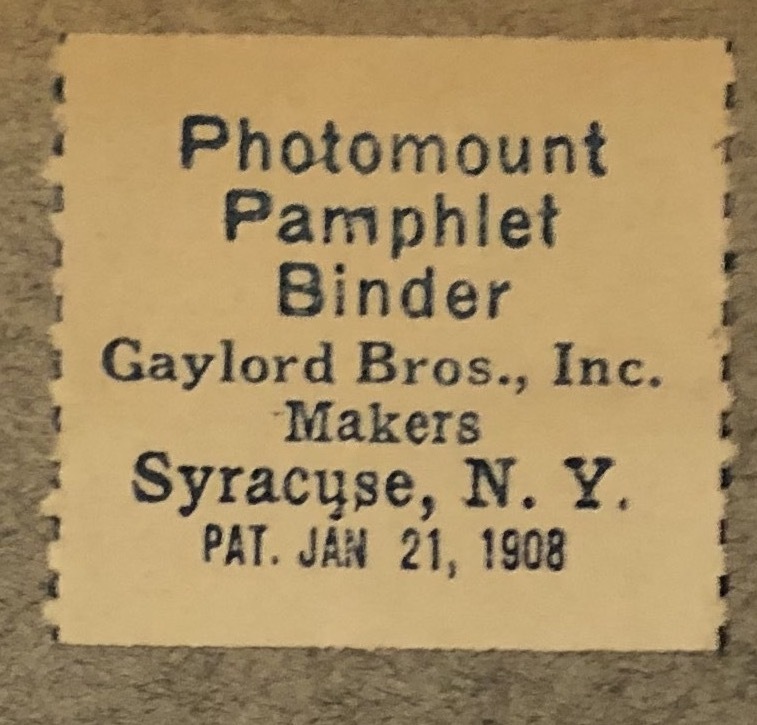 Photomount
Pamphlet
Binder
Gaylord Bros., Inc.
Makers
Syracuse, N. Y.
PAT. JAN 21, 1908